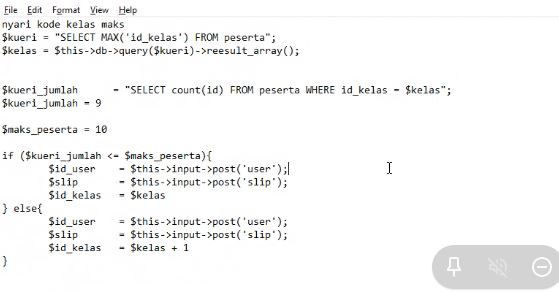 File Edit Format View Help
nyari kode kelas maks
$kueri = "SELECT MAX('id_kelas') FROM peserta";
$kelas = $this->db->query($kueri)->reesult_array();
$kueri_jumlah = "SELECT count(id) FROM peserta WHERE id_kelas = $kelas";
$kueri_jumlah = 9
$maks_peserta = 10
if ($kueri_jumlah <= $maks_peserta){
$id_user = $this->input->post('user');
$slip = $this->input->post('slip');
$id_kelas = $kelas
} else{
$id_user = $this->input->post('user');
$slip = $this->input->post('slip');
$id_kelas = $kelas + 1
}